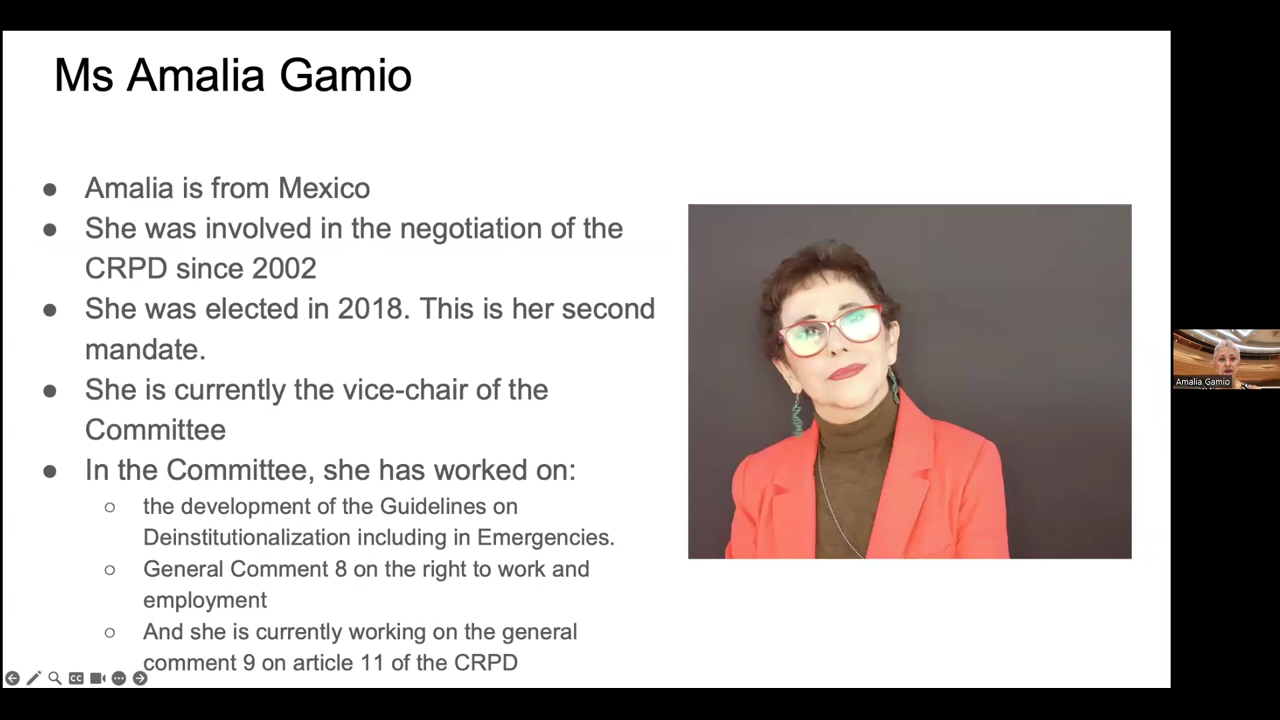 Ms Amalia Gamio
● Amalia is from Mexico
● She was involved in the negotiation of the
CRPD since 2002
● She was elected in 2018. This is her second
mandate.
● She is currently the vice-chair of the
Committee
● In the Committee, she has worked on:
○ the development of the Guidelines on
Deinstitutionalization including in Emergencies.
○ General Comment 8 on the right to work and
employment
○ And she is currently working on the general
comment 9 on article 11 of the CRPD
CC
Amalia Gamio